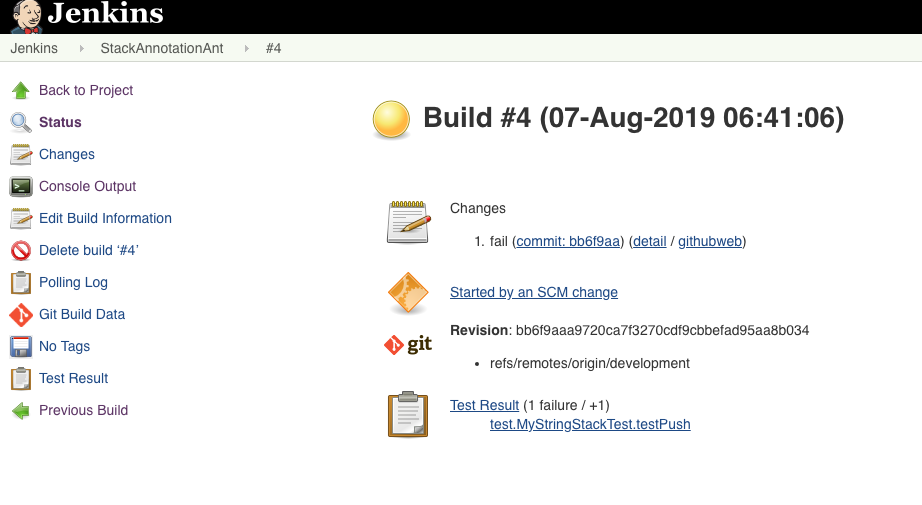 Jenkins
Jenkins StackAnnotationAnt #4
Back to Project
Status
Changes
Console Output
Edit Build Information
Delete build ‘#4’
Polling Log
Git Build Data
No Tags
Test Result
Previous Build
Build #4 (07-Aug-2019 06:41:06)
Changes
1. fail (commit: bb6f9aa) (detail / githubweb)
Started by an SCM change
git
Revision: bb6f9aaa9720ca7f3270cdf9cbbefad95aa8b034
• refs/remotes/origin/development
Test Result (1 failure / +1)
test.MyStringStackTest.testPush